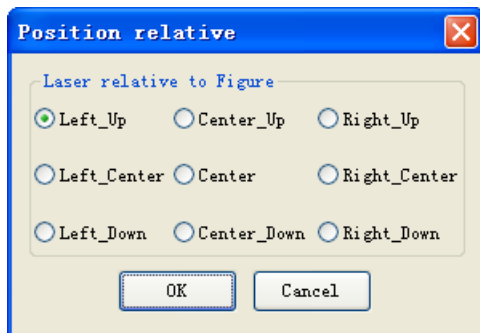 Position relative
Laser relative to Figure
Left_Up Center_Up Right_Up
Left_Center Center Right_Center
Left_Down Center_Down Right_Down
OK Cancel